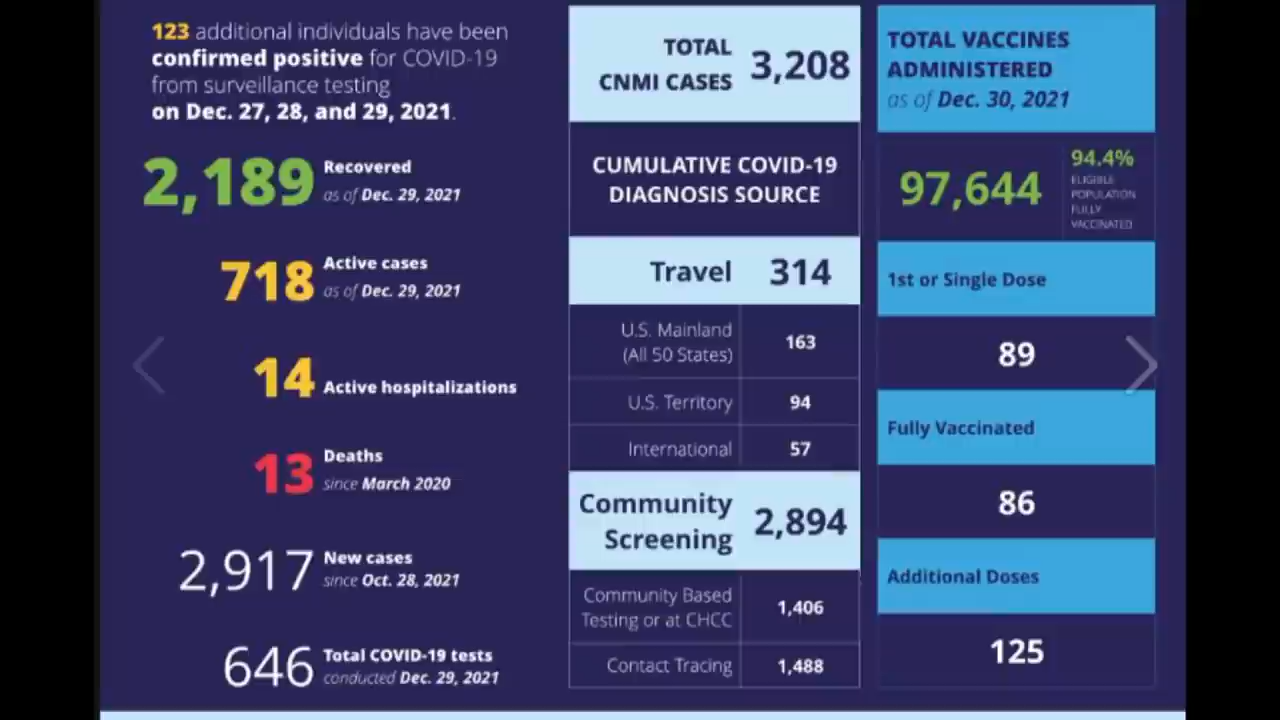 123 additional individuals have been
confirmed positive for COVID-19
from surveillance testing
on Dec. 27, 28, and 29, 2021.
2,189 Recovered
as of Dec. 29, 2021
718 Active cases
as of Dec. 29, 2021
14 Active hospitalizations
13 Deaths
since March 2020
2,917 New cases
since Oct. 28, 2021
646 Total COVID-19 tests
conducted Dec. 29, 2021
TOTAL
CNMI CASES 3,208
CUMULATIVE COVID-19
DIAGNOSIS SOURCE
Travel 314
U.S. Mainland
(All 50 States) 163
U.S. Territory 94
International 57
Community
Screening 2,894
Community Based
Testing or at CHCC 1,406
Contact Tracing 1,488
TOTAL VACCINES
ADMINISTERED
as of Dec. 30, 2021
97,644
94.4%
ELIGIBLE
POPULATION
FULLY
VACCINATED
1st or Single Dose
89
Fully Vaccinated
86
Additional Doses
125